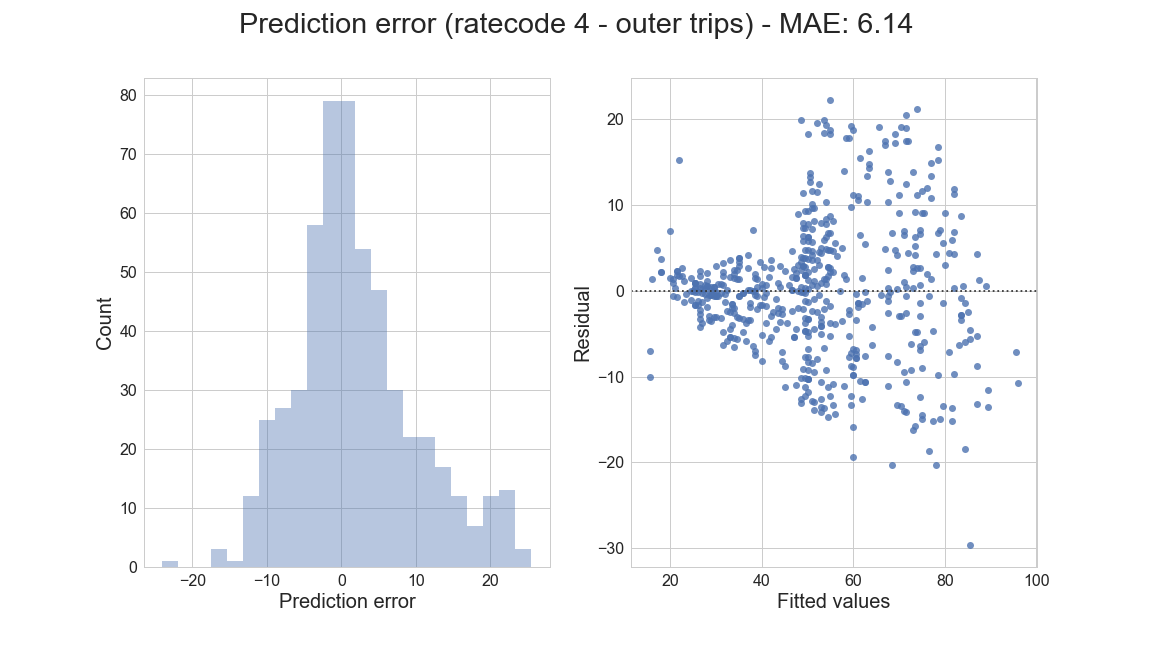 Prediction error (ratecode 4 - outer trips) - MAE: 6.14
80
70
60
50
40
30
20
10
0
Count
−20 −10 0 10 20
Prediction error
20
10
0
−10
−20
−30
Residual
20 40 60 80 100
Fitted values